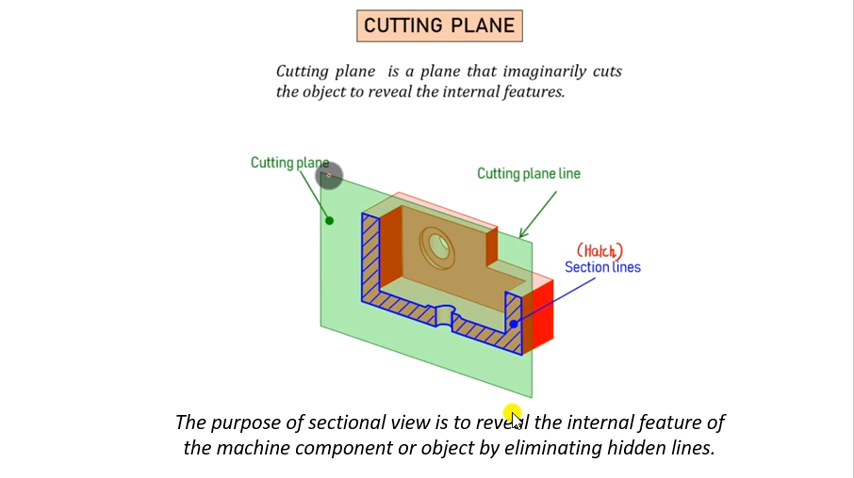 CUTTING PLANE
Cutting plane is a plane that imaginarily cuts
the object to reveal the internal features.
Cutting plane
Cutting plane line
(Hatch)
Section lines
The purpose of sectional view is to reveal the internal feature of
the machine component or object by eliminating hidden lines.